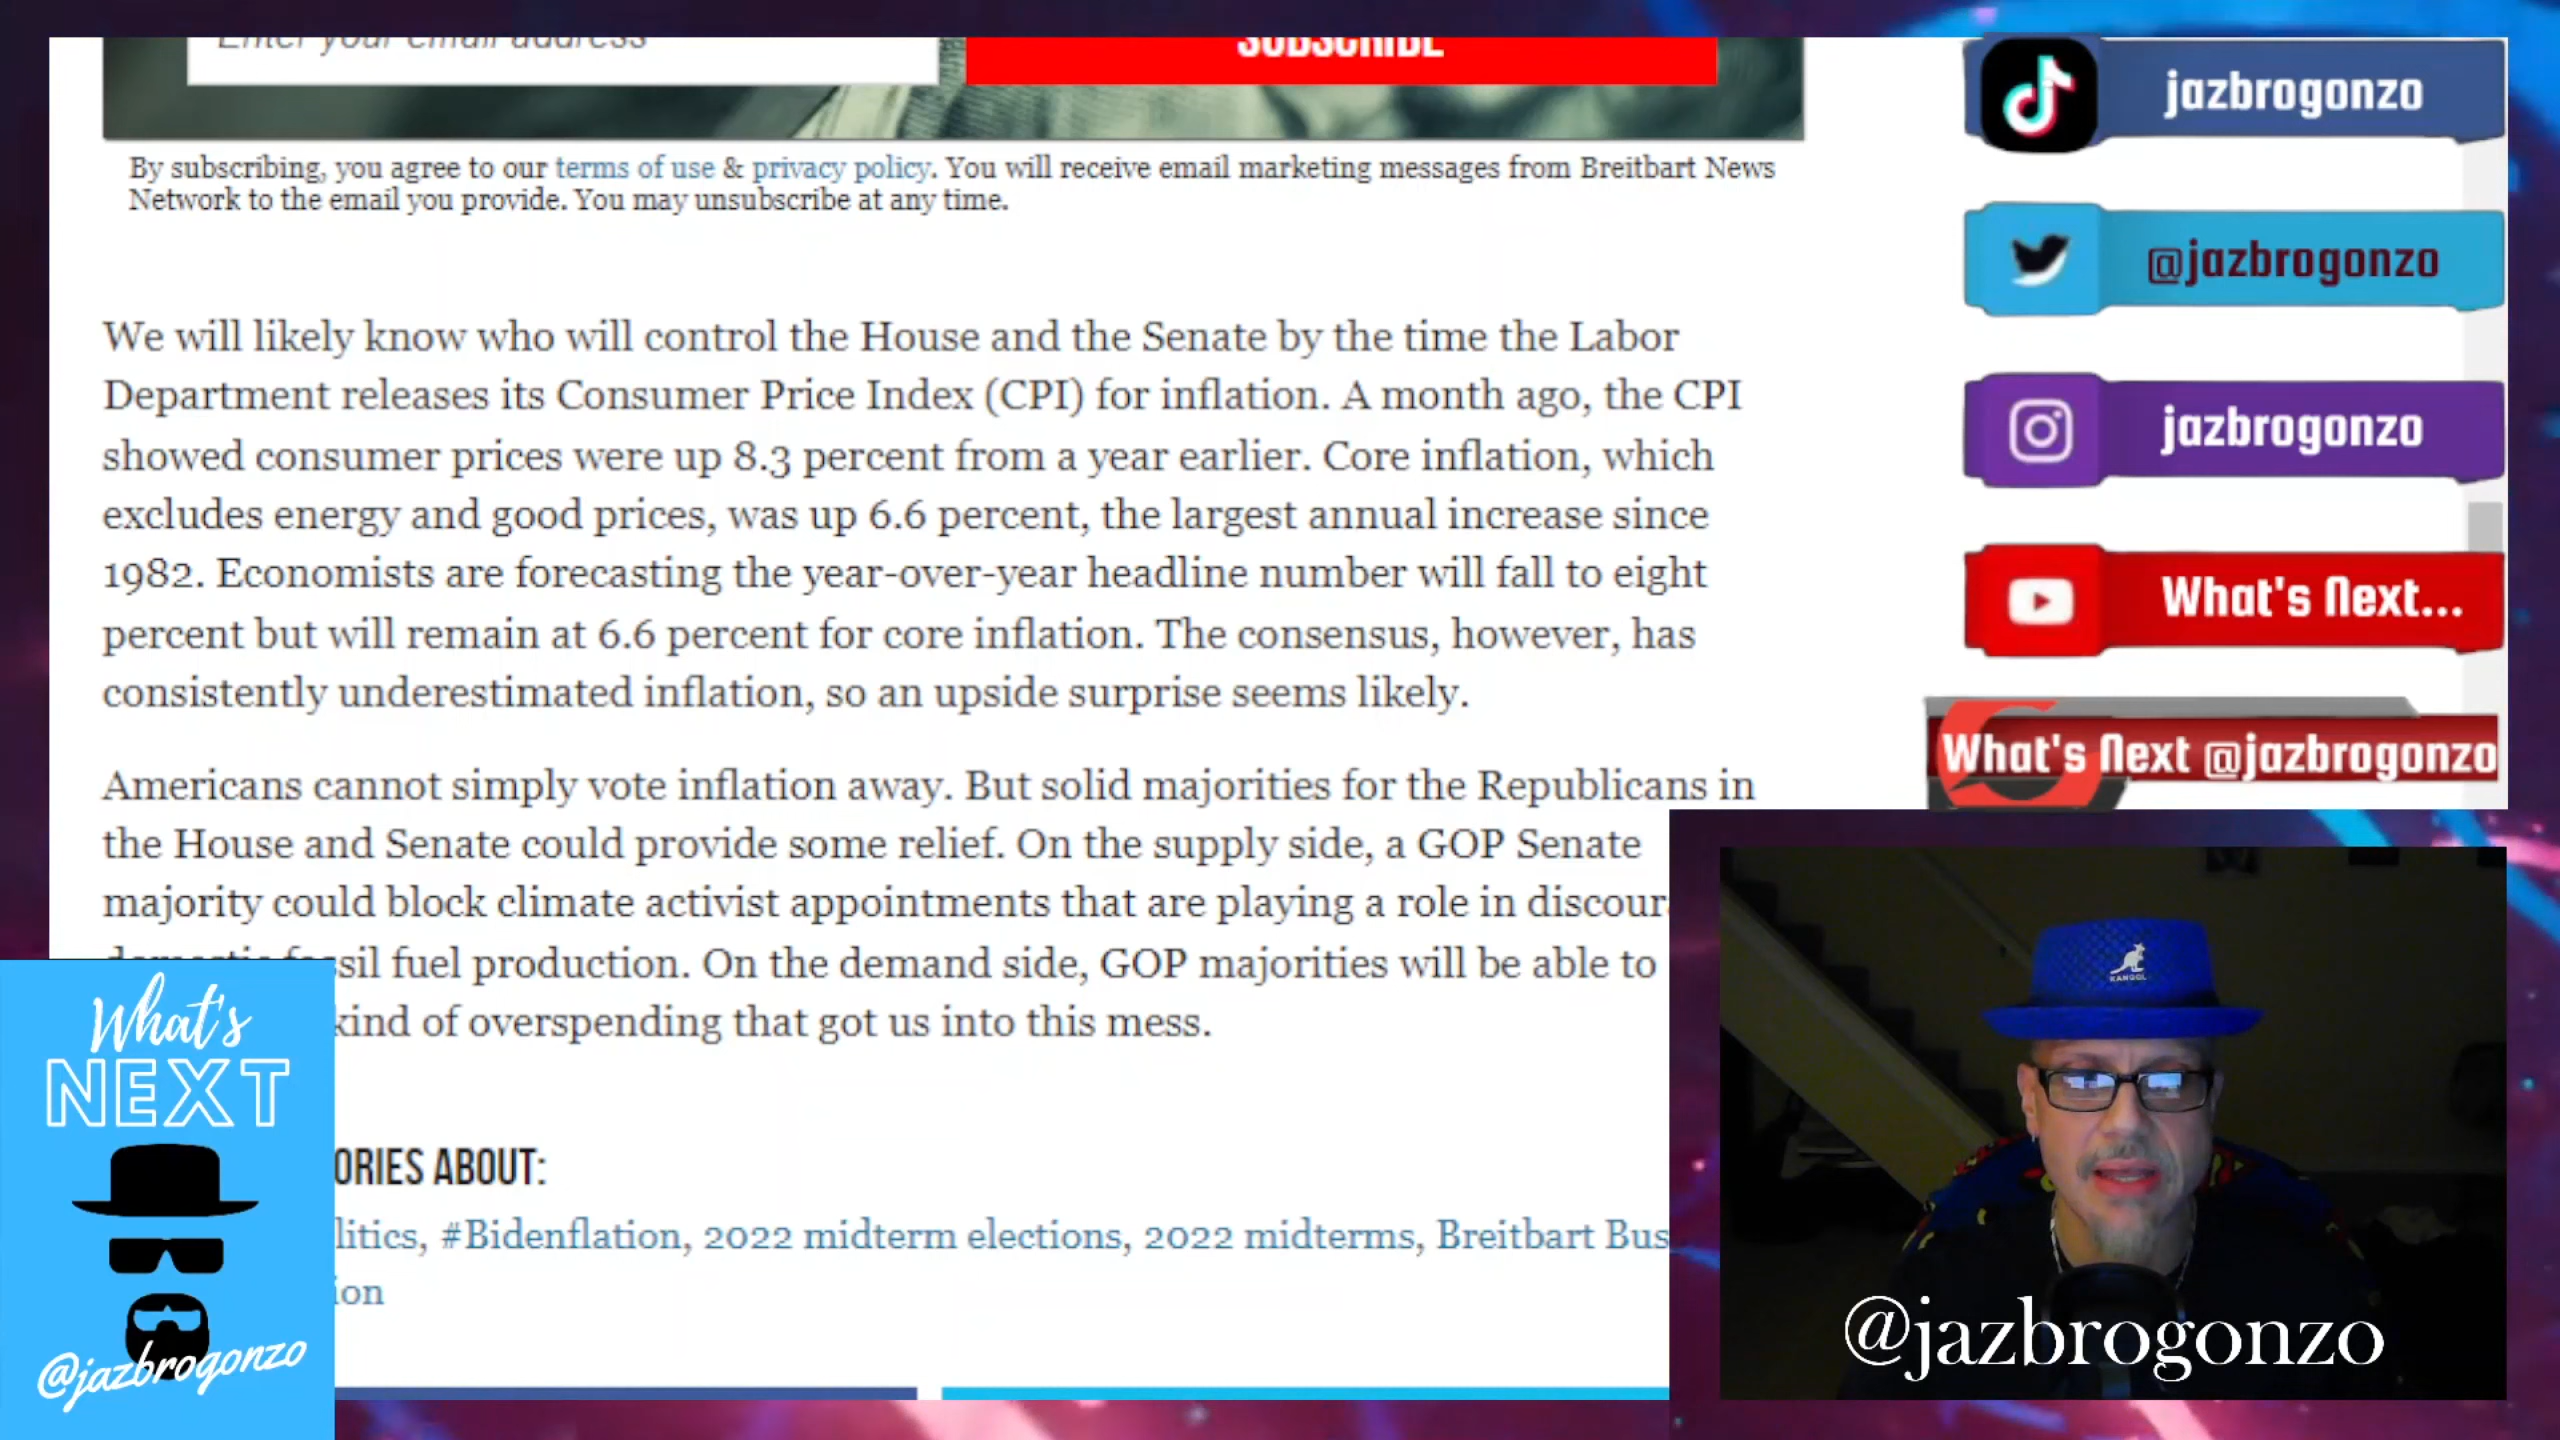 Enter your email address
SUBSCRIBE
By subscribing, you agree to our terms of use & privacy policy. You will receive email marketing messages from Breitbart News
Network to the email you provide. You may unsubscribe at any time.
We will likely know who will control the House and the Senate by the time the Labor
Department releases its Consumer Price Index (CPI) for inflation. A month ago, the CPI
showed consumer prices were up 8.3 percent from a year earlier. Core inflation, which
excludes energy and good prices, was up 6.6 percent, the largest annual increase since
1982. Economists are forecasting the year-over-year headline number will fall to eight
percent but will remain at 6.6 percent for core inflation. The consensus, however, has
consistently underestimated inflation, so an upside surprise seems likely.
Americans cannot simply vote inflation away. But solid majorities for the Republicans in
the House and Senate could provide some relief. On the supply side, a GOP Senate
majority could block climate activist appointments that are playing a role in discour
domestic fossil fuel production. On the demand side, GOP majorities will be able to
kind of overspending that got us into this mess.
ORIES ABOUT:
litics, #Bidenflation, 2022 midterm elections, 2022 midterms, Breitbart Bus
ion
jazbrogonzo
@jazbrogonzo
jazbrogonzo
What's Next...
What's Next @jazbrogonzo
What's
NEXT
@jazbrogonzo
KANGOL
@jazbrogonzo